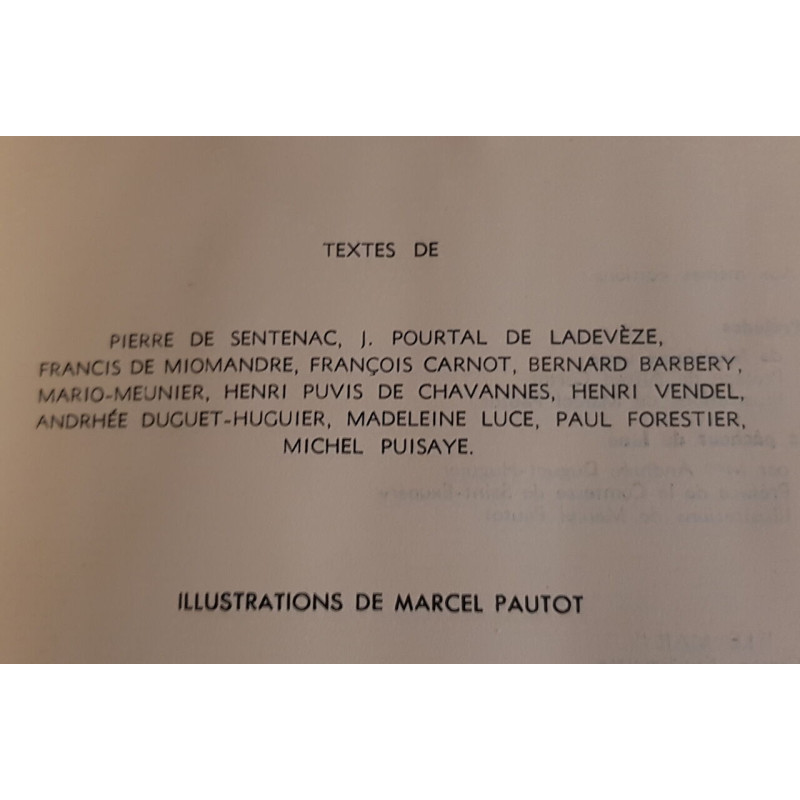 TEXTES DE
PIERRE DE SENTENAC, J. POURTAL DE LADEVÈZE,
FRANCIS DE MIOMANDRE, FRANÇOIS CARNOT, BERNARD BARBERY,
MARIO-MEUNIER, HENRI PUVIS DE CHAVANNES, HENRI VENDEL,
ANDRHÉE DUGUET-HUGUIER, MADELEINE LUCE, PAUL FORESTIER,
MICHEL PUISAYE.
ILLUSTRATIONS DE MARCEL PAUTOT